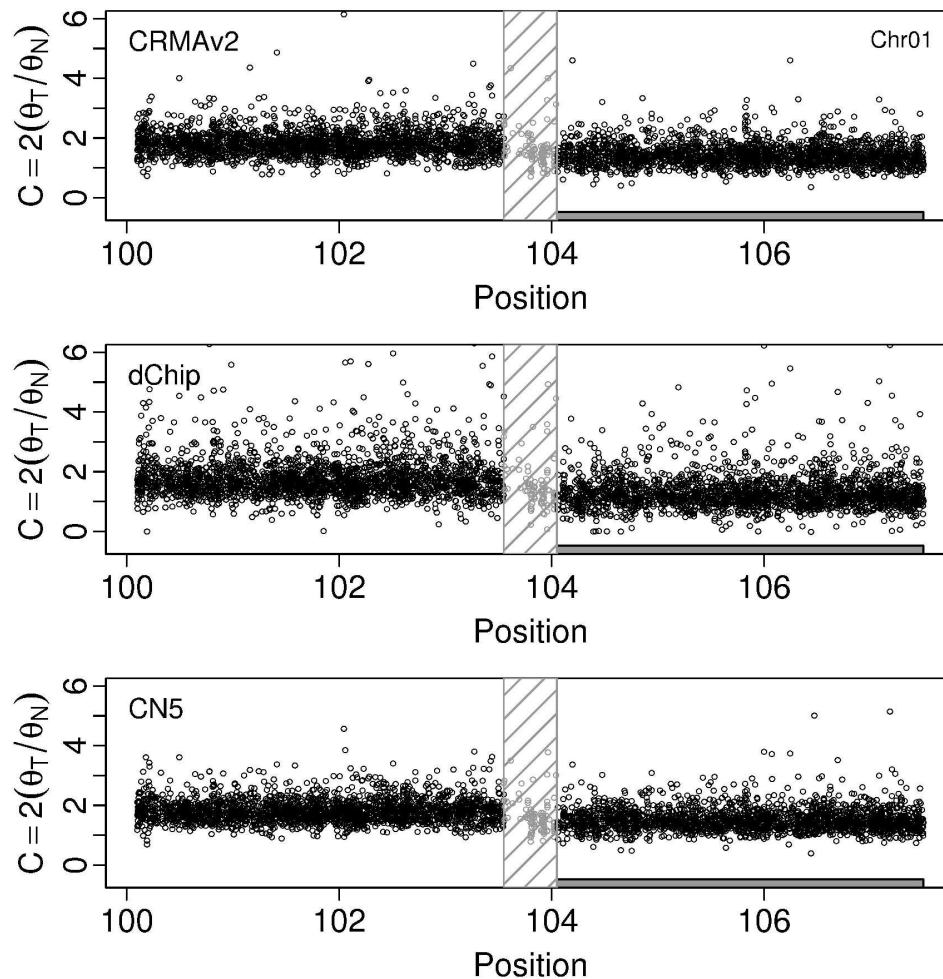 CRMAv2
Chr01
C = 2(θT/θN)
0 2 4 6
100 102 104 106
Position
dChip
C = 2(θT/θN)
0 2 4 6
100 102 104 106
Position
CN5
C = 2(θT/θN)
0 2 4 6
100 102 104 106
Position